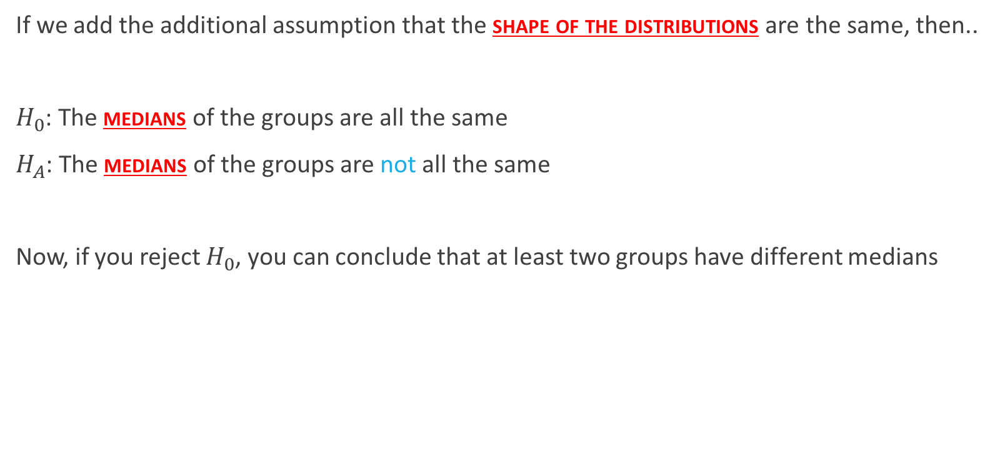 If we add the additional assumption that the SHAPE OF THE DISTRIBUTIONS are the same, then..
H₀: The MEDIANS of the groups are all the same
H_A: The MEDIANS of the groups are not all the same
Now, if you reject H₀, you can conclude that at least two groups have different medians